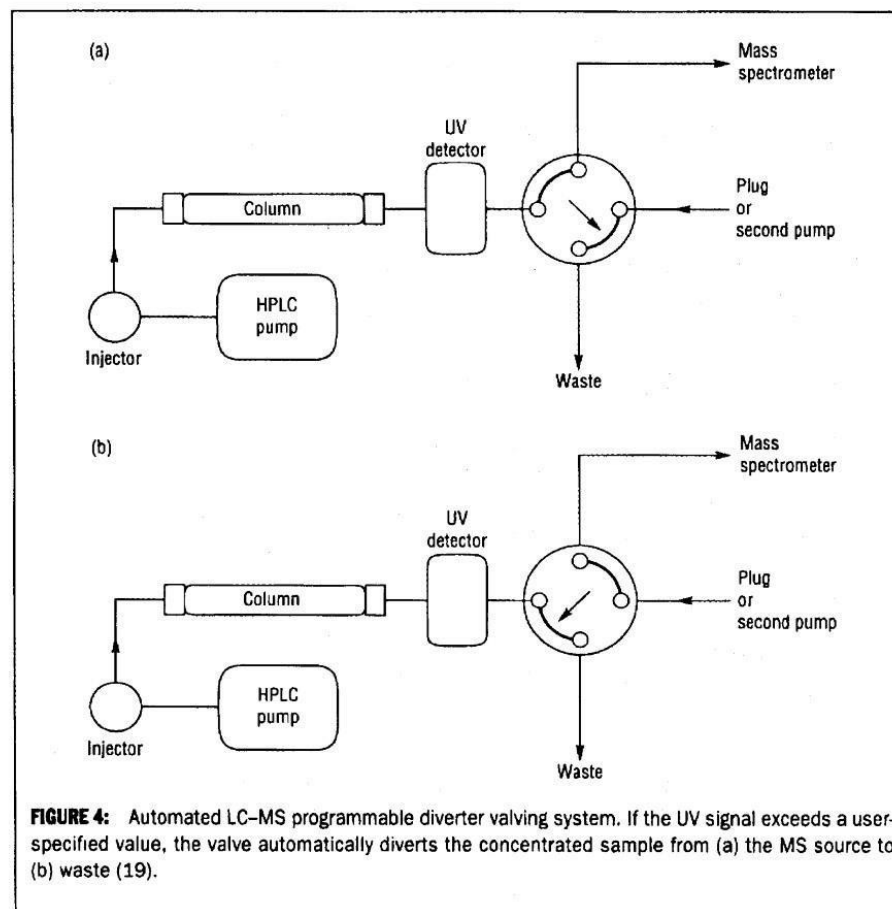 (a)
Mass
spectrometer
UV
detector
Column
Plug
or
second pump
HPLC
pump
Injector
Waste
(b)
Mass
spectrometer
UV
detector
Column
Plug
or
second pump
HPLC
pump
Injector
Waste
FIGURE 4: Automated LC–MS programmable diverter valving system. If the UV signal exceeds a user-
specified value, the valve automatically diverts the concentrated sample from (a) the MS source to
(b) waste (19).